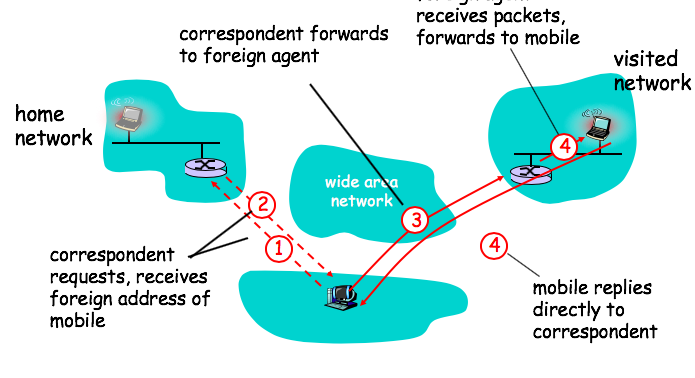 receives packets,
forwards to mobile
correspondent forwards
to foreign agent
visited
network
home
network
4
wide area
network
2
3
1
4
correspondent
requests, receives
foreign address of
mobile
mobile replies
directly to
correspondent